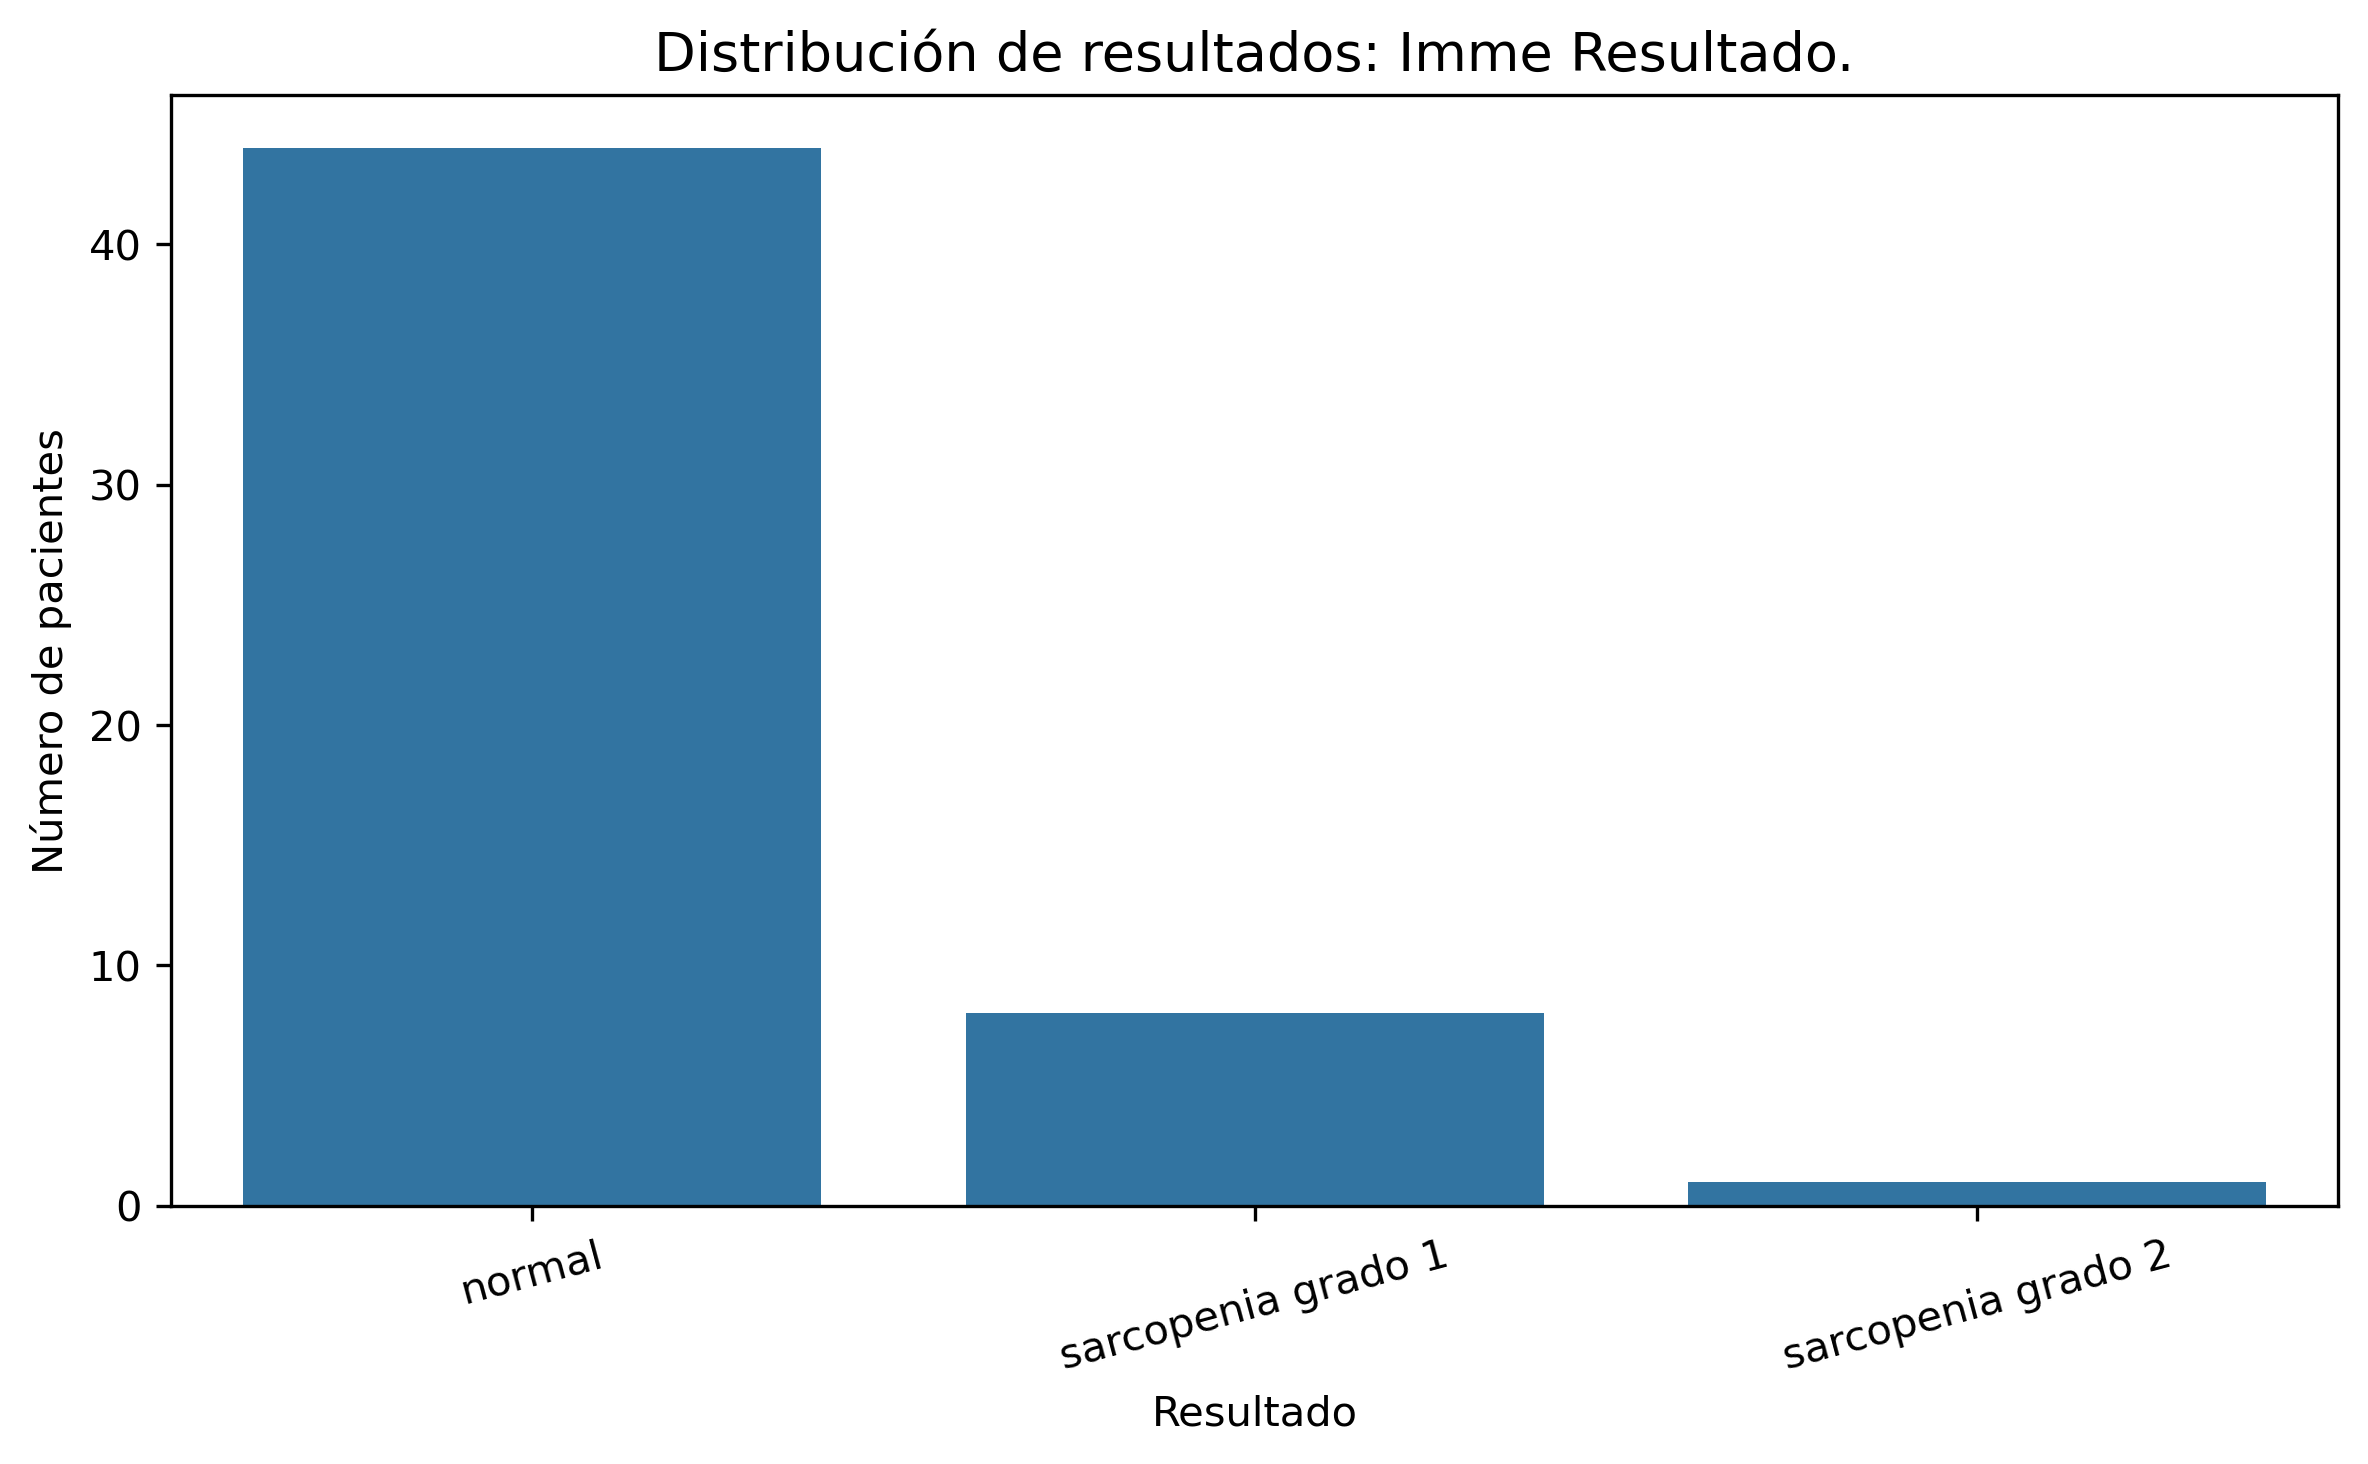 Distribución de resultados: Imme Resultado.
Número de pacientes
40
30
20
10
0
normal
sarcopenia grado 1
sarcopenia grado 2
Resultado